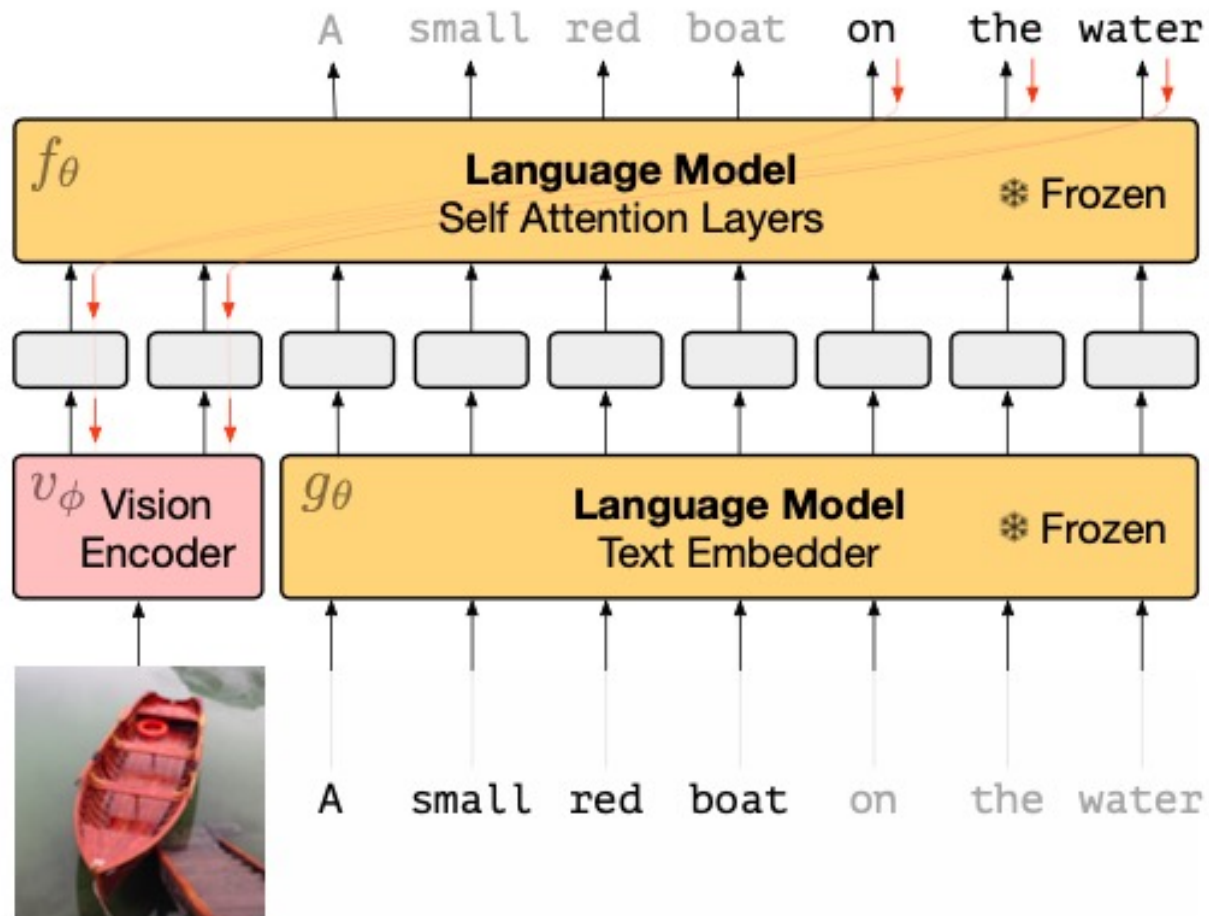 A small red boat on the water
fθ
Language Model
Self Attention Layers
❄ Frozen
vϕ
Vision
Encoder
gθ
Language Model
Text Embedder
❄ Frozen
A small red boat on the water